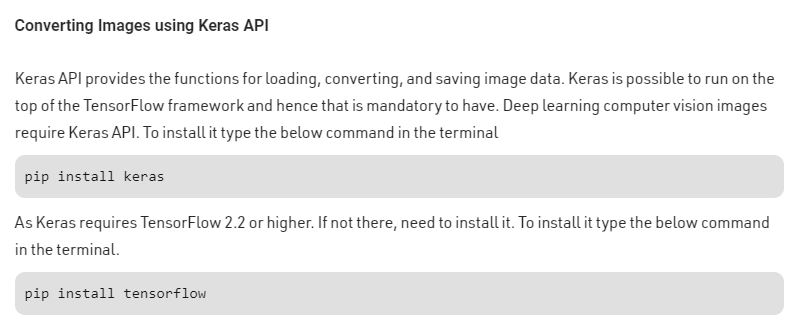 Converting Images using Keras API
Keras API provides the functions for loading, converting, and saving image data. Keras is possible to run on the
top of the TensorFlow framework and hence that is mandatory to have. Deep learning computer vision images
require Keras API. To install it type the below command in the terminal
pip install keras
As Keras requires TensorFlow 2.2 or higher. If not there, need to install it. To install it type the below command
in the terminal.
pip install tensorflow